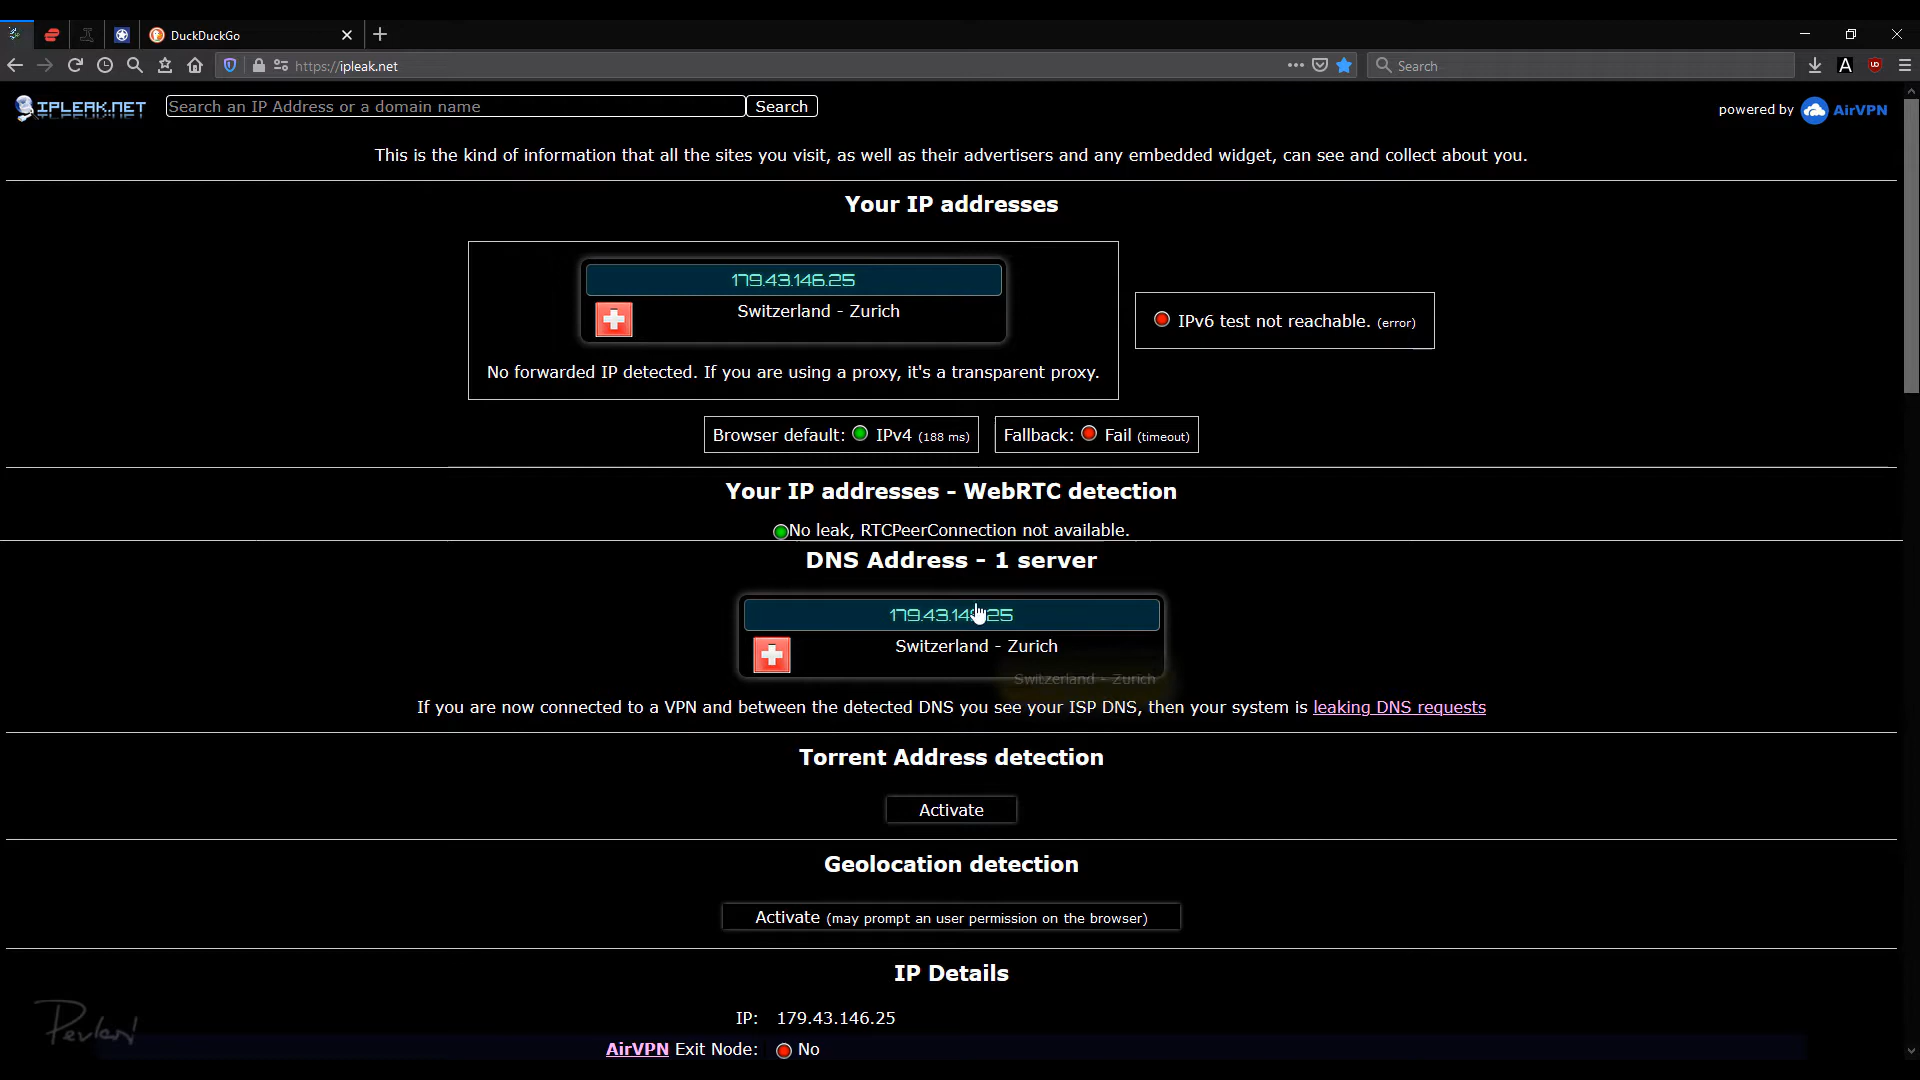 DuckDuckGo
https://ipleak.net
Search
IPLEAK.NET
Search an IP Address or a domain name
Search
powered by AirVPN
This is the kind of information that all the sites you visit, as well as their advertisers and any embedded widget, can see and collect about you.
Your IP addresses
179.43.146.25
Switzerland - Zurich
No forwarded IP detected. If you are using a proxy, it's a transparent proxy.
IPv6 test not reachable. (error)
Browser default: IPv4 (188 ms)
Fallback: Fail (timeout)
Your IP addresses - WebRTC detection
No leak, RTCPeerConnection not available.
DNS Address - 1 server
Switzerland - Zurich
Switzerland - Zurich
If you are now connected to a VPN and between the detected DNS you see your ISP DNS, then your system is leaking DNS requests
Torrent Address detection
Activate
Geolocation detection
Activate (may prompt an user permission on the browser)
IP Details
IP: 179.43.146.25
AirVPN Exit Node: No